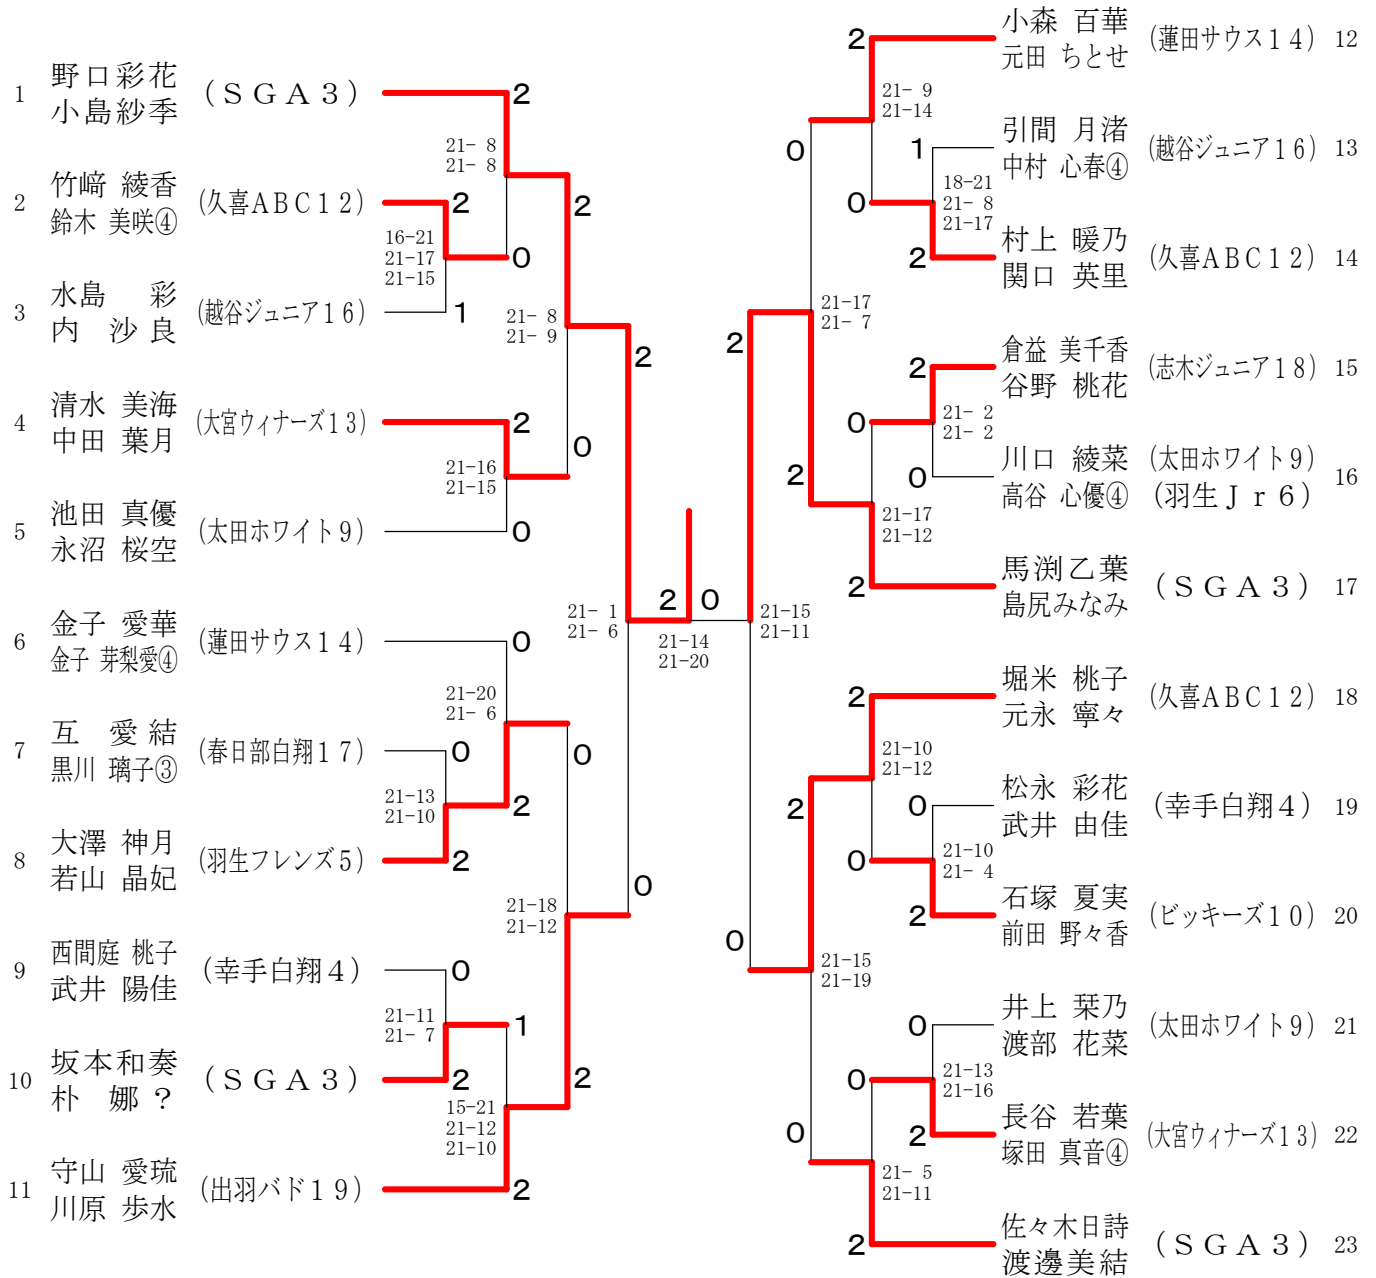 1 野口彩花 (ＳＧＡ３)
小島紗季
2
21- 8
21- 8
2 竹﨑 綾香 (久喜ABC１２)
鈴木 美咲④
2
2
16-21
21-17
21-15
0
3 水島 彩 (越谷ジュニア１６)
内 沙良
1
21- 8
21- 9
2
4 清水 美海 (大宮ウィナーズ１３)
中田 葉月
2
0
21-16
21-15
5 池田 真優 (太田ホワイト９)
永沼 桜空
0
21- 1
21- 6
2 0
21-14
21-20
6 金子 愛華 (蓮田サウス１４)
金子 芽梨愛④
0
21-20
21- 6
7 互 愛結 (春日部白翔１７)
黒川 璃子③
0
0
21-13
21-10
2
8 大澤 神月 (羽生フレンズ５)
若山 晶妃
2
0
21-18
21-12
9 西間庭 桃子 (幸手白翔４)
武井 陽佳
0
21-11
21- 7
1
10 坂本和奏 (ＳＧＡ３)
朴 娜？
2
2
15-21
21-12
21-10
11 守山 愛琉 (出羽バド１９)
川原 歩水
2
2
小森 百華 (蓮田サウス１４) 12
元田 ちとせ
21- 9
21-14
0
1
引間 月渚 (越谷ジュニア１６) 13
中村 心春④
18-21
21- 8
21-17
0
2
村上 暖乃 (久喜ABC１２) 14
関口 英里
21-17
21- 7
2
2
倉益 美千香 (志木ジュニア１８) 15
谷野 桃花
0
21- 2
21- 2
2
0
川口 綾菜 (太田ホワイト９) 16
高谷 心優④ (羽生Ｊｒ６)
21-17
21-12
2
馬渕乙葉 (ＳＧＡ３) 17
島尻みなみ
21-15
21-11
2
堀米 桃子 (久喜ABC１２) 18
元永 寧々
21-10
21-12
2
0
松永 彩花 (幸手白翔４) 19
武井 由佳
0
21-10
21- 4
2
石塚 夏実 (ビッキーズ１０) 20
前田 野々香
0
21-15
21-19
0
井上 栞乃 (太田ホワイト９) 21
渡部 花菜
0
21-13
21-16
0
2
長谷 若葉 (大宮ウィナーズ１３) 22
塚田 真音④
21- 5
21-11
2
佐々木日詩 (ＳＧＡ３) 23
渡邊美結